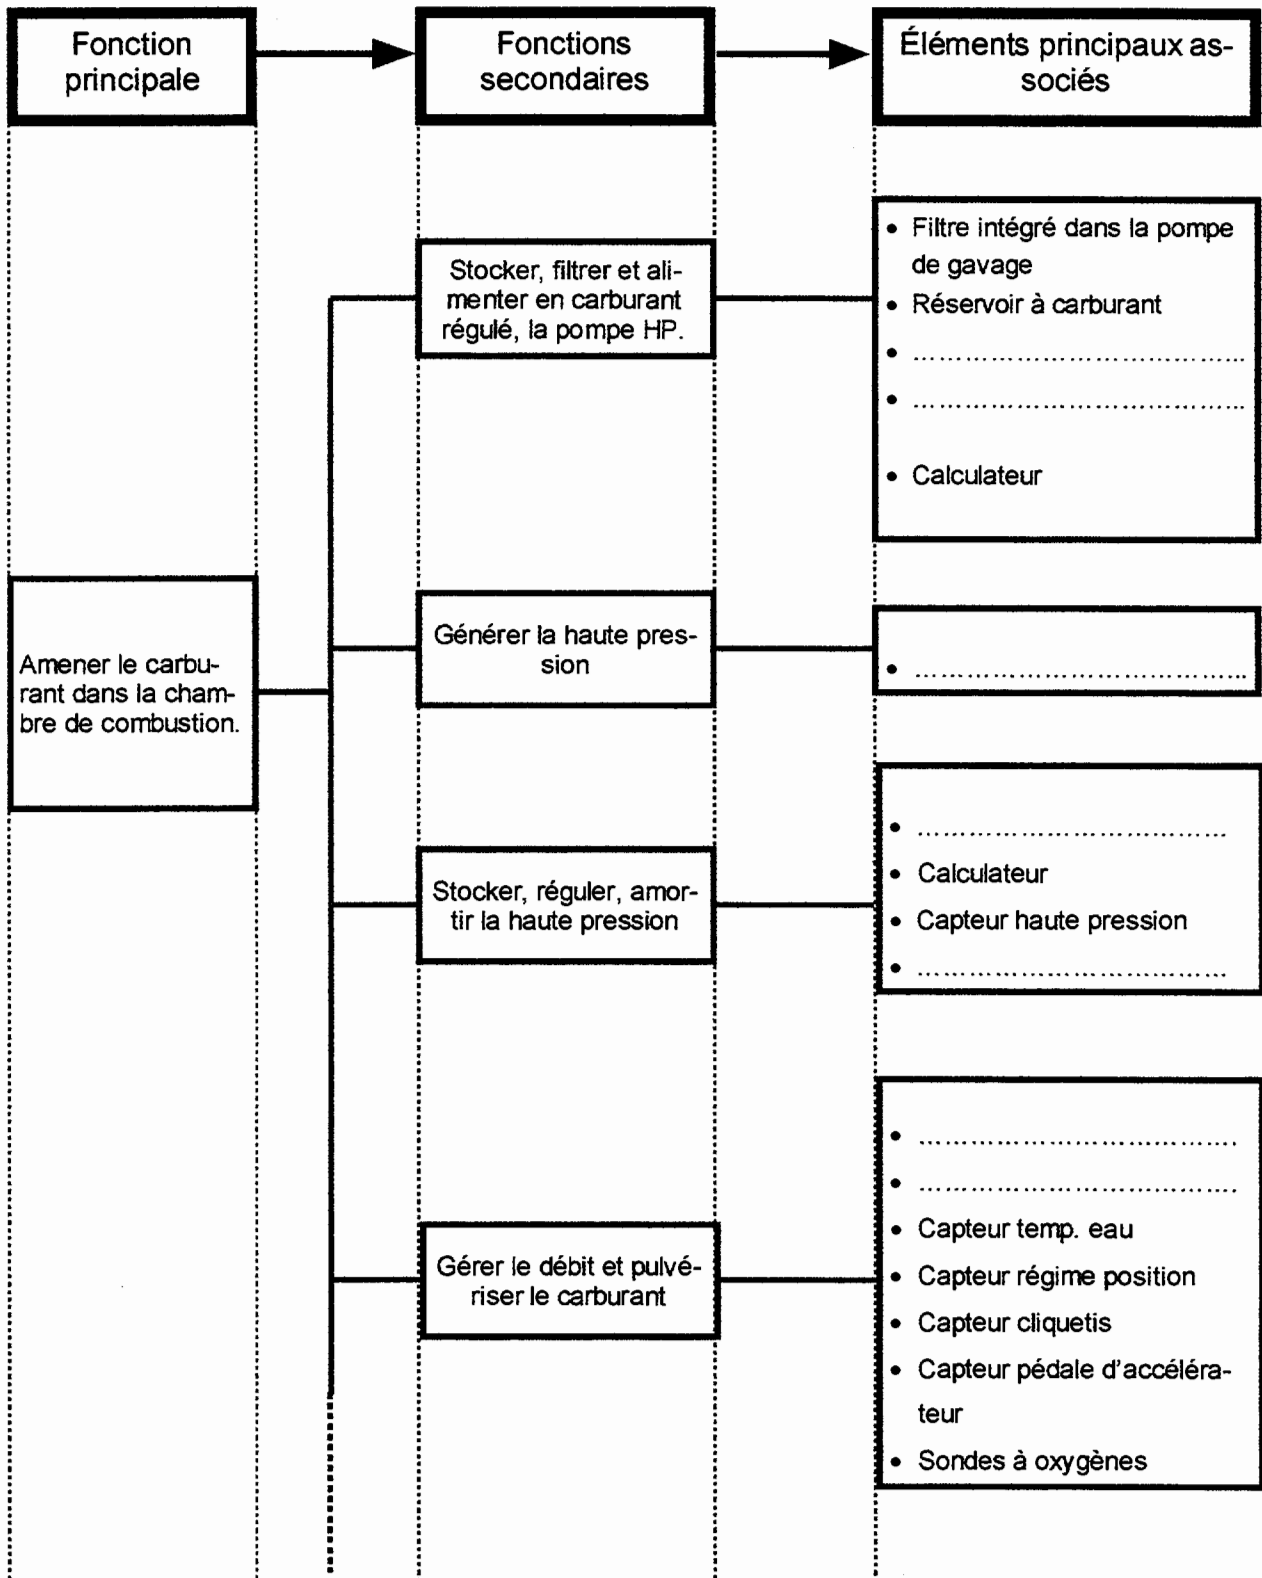 Fonction
principale
Fonctions
secondaires
Éléments principaux as-
sociés
Stocker, filtrer et ali-
menter en carburant
régulé, la pompe HP.
• Filtre intégré dans la pompe
de gavage
• Réservoir à carburant
• ………………………………
• ………………………………
• Calculateur
Amener le carbu-
rant dans la cham-
bre de combustion.
Générer la haute pres-
sion
• ………………………………
Stocker, réguler, amor-
tir la haute pression
• ………………………………
• Calculateur
• Capteur haute pression
• ………………………………
Gérer le débit et pulvé-
riser le carburant
• ………………………………
• ………………………………
• Capteur temp. eau
• Capteur régime position
• Capteur cliquetis
• Capteur pédale d'accéléra-
teur
• Sondes à oxygènes